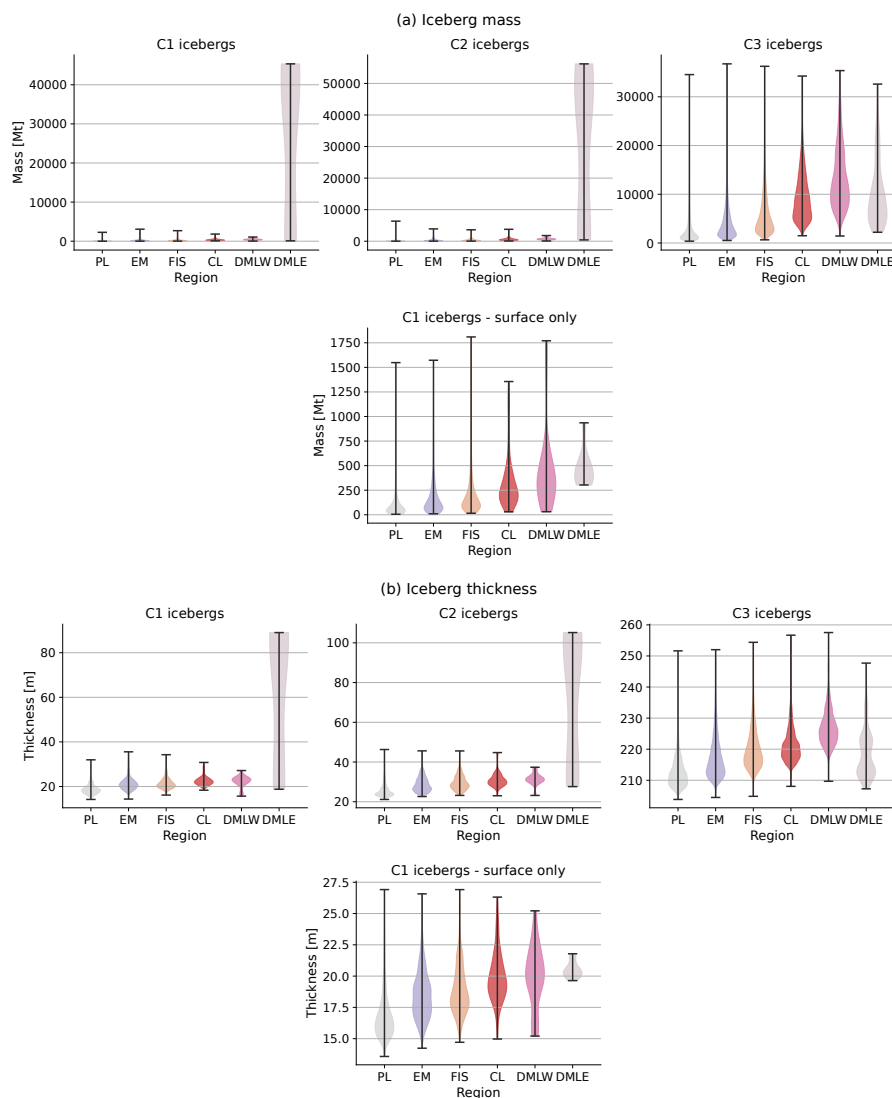 (a) Iceberg mass
C1 icebergs
C2 icebergs
C3 icebergs
Mass [Mt]
40000
30000
20000
10000
0
50000
40000
30000
20000
10000
0
30000
20000
10000
0
PL EM FIS CL DMLW DMLE
PL EM FIS CL DMLW DMLE
PL EM FIS CL DMLW DMLE
Region
Region
Region
C1 icebergs - surface only
Mass [Mt]
1750
1500
1250
1000
750
500
250
0
PL EM FIS CL DMLW DMLE
Region
(b) Iceberg thickness
C1 icebergs
C2 icebergs
C3 icebergs
Thickness [m]
80
60
40
20
100
80
60
40
20
260
250
240
230
220
210
PL EM FIS CL DMLW DMLE
PL EM FIS CL DMLW DMLE
PL EM FIS CL DMLW DMLE
Region
Region
Region
C1 icebergs - surface only
Thickness [m]
27.5
25.0
22.5
20.0
17.5
15.0
PL EM FIS CL DMLW DMLE
Region